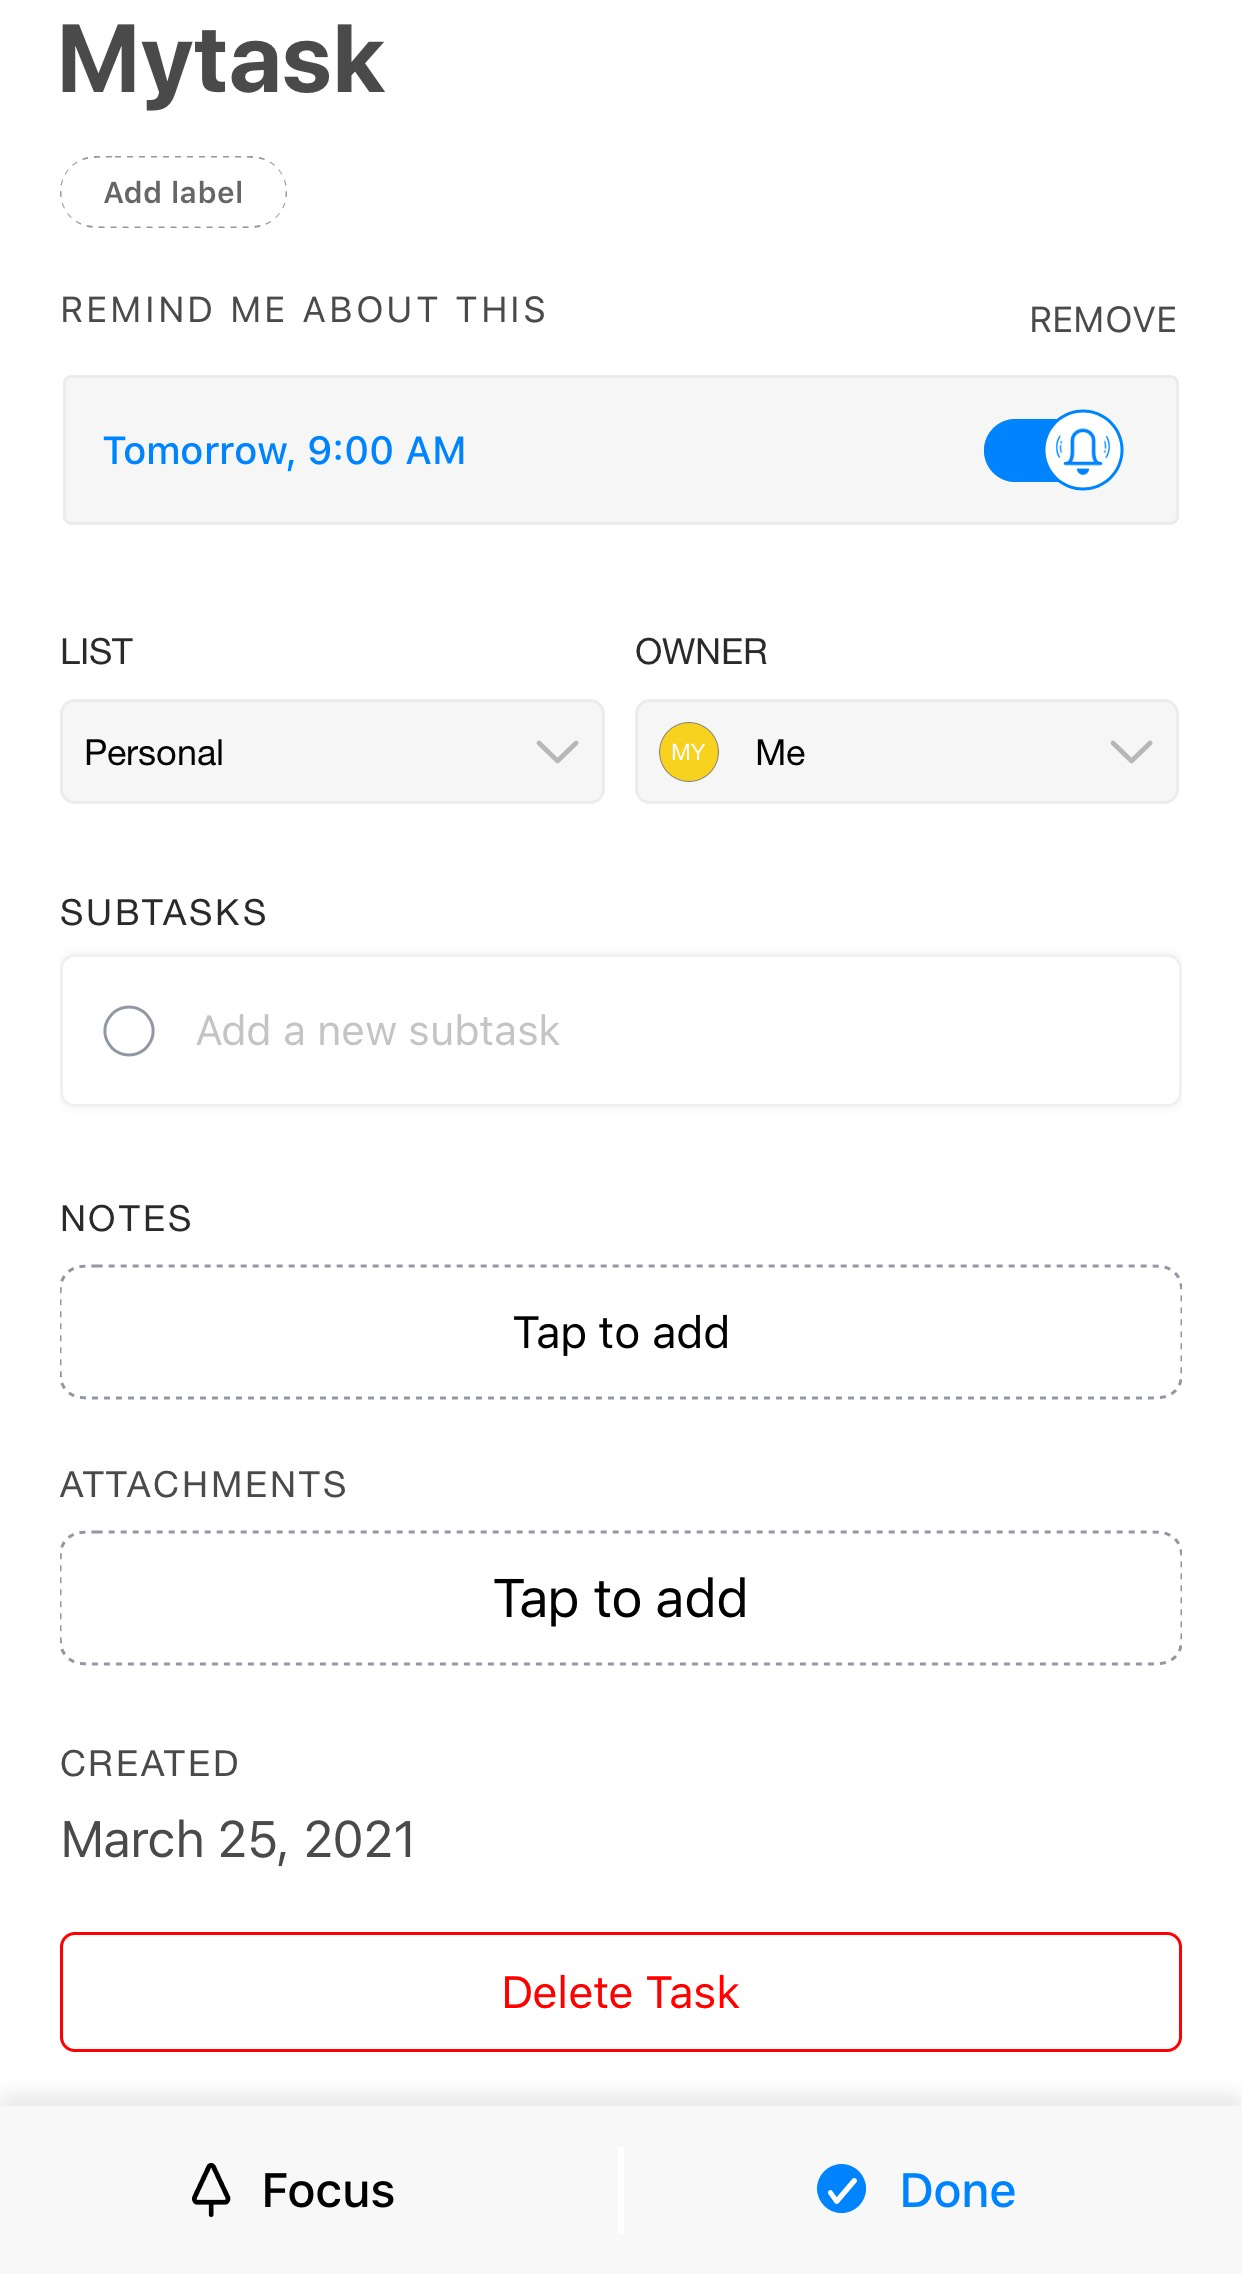 Mytask
Add label
REMIND ME ABOUT THIS
REMOVE
Tomorrow, 9:00 AM
LIST
OWNER
Personal
MY
Me
SUBTASKS
Add a new subtask
NOTES
Tap to add
ATTACHMENTS
Tap to add
CREATED
March 25, 2021
Delete Task
Focus
Done